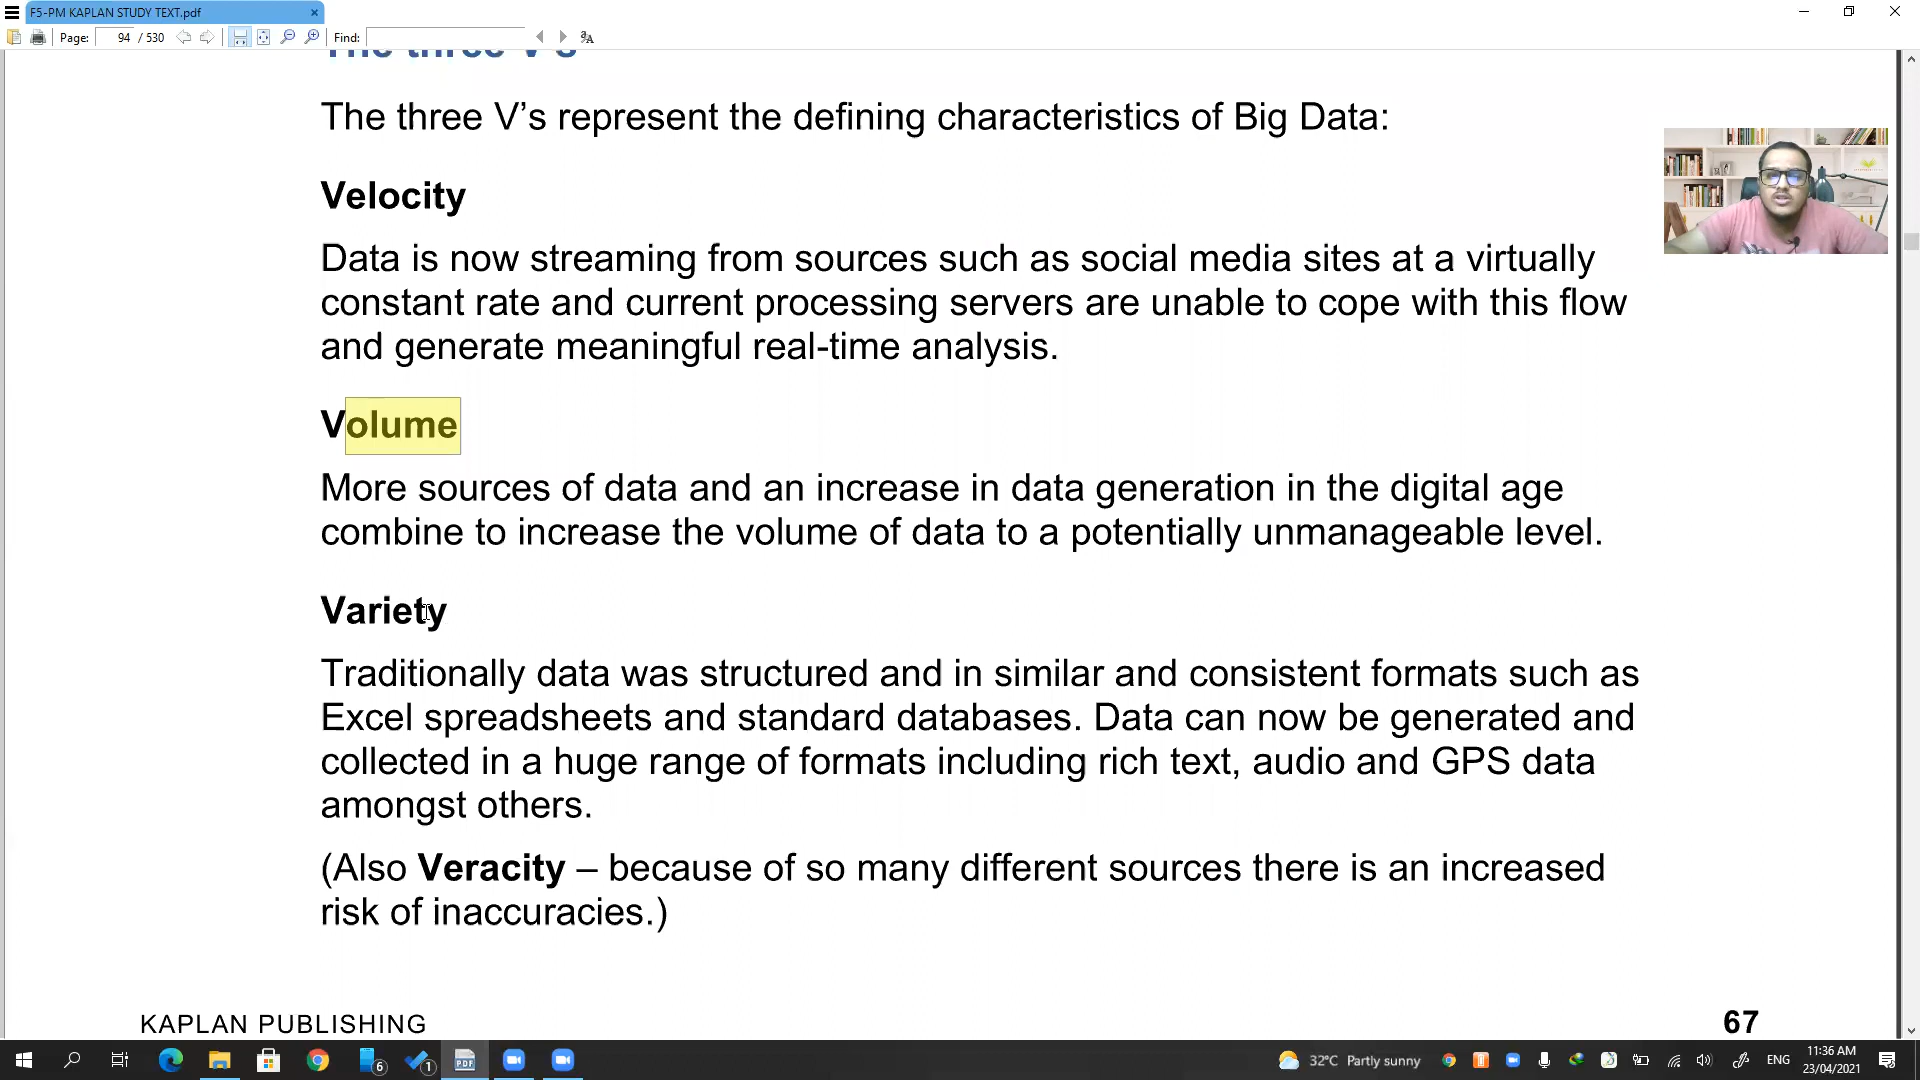 F5-PM KAPLAN STUDY TEXT.pdf
Page: 94 / 530 Find:
The three V's
The three V’s represent the defining characteristics of Big Data:
Velocity
Data is now streaming from sources such as social media sites at a virtually
constant rate and current processing servers are unable to cope with this flow
and generate meaningful real-time analysis.
Volume
More sources of data and an increase in data generation in the digital age
combine to increase the volume of data to a potentially unmanageable level.
Variety
Traditionally data was structured and in similar and consistent formats such as
Excel spreadsheets and standard databases. Data can now be generated and
collected in a huge range of formats including rich text, audio and GPS data
amongst others.
(Also Veracity – because of so many different sources there is an increased
risk of inaccuracies.)
KAPLAN PUBLISHING 67
6 1 PDF 32°C Partly sunny ENG 11:36 AM
23/04/2021